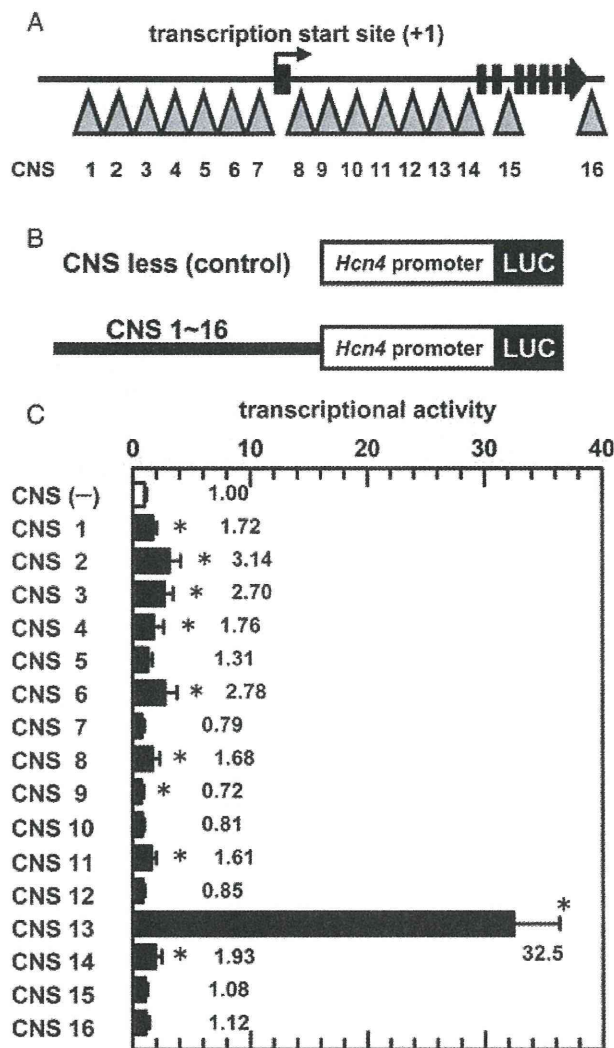 A
transcription start site (+1)
CNS 1 2 3 4 5 6 7 8 9 10 11 12 13 14 15 16
B
CNS less (control) Hcn4 promoter LUC
CNS 1~16 Hcn4 promoter LUC
C
transcriptional activity
0 10 20 30 40
CNS (−) 1.00
CNS 1 * 1.72
CNS 2 * 3.14
CNS 3 * 2.70
CNS 4 * 1.76
CNS 5 1.31
CNS 6 * 2.78
CNS 7 0.79
CNS 8 * 1.68
CNS 9 * 0.72
CNS 10 0.81
CNS 11 * 1.61
CNS 12 0.85
CNS 13 * 32.5
CNS 14 * 1.93
CNS 15 1.08
CNS 16 1.12